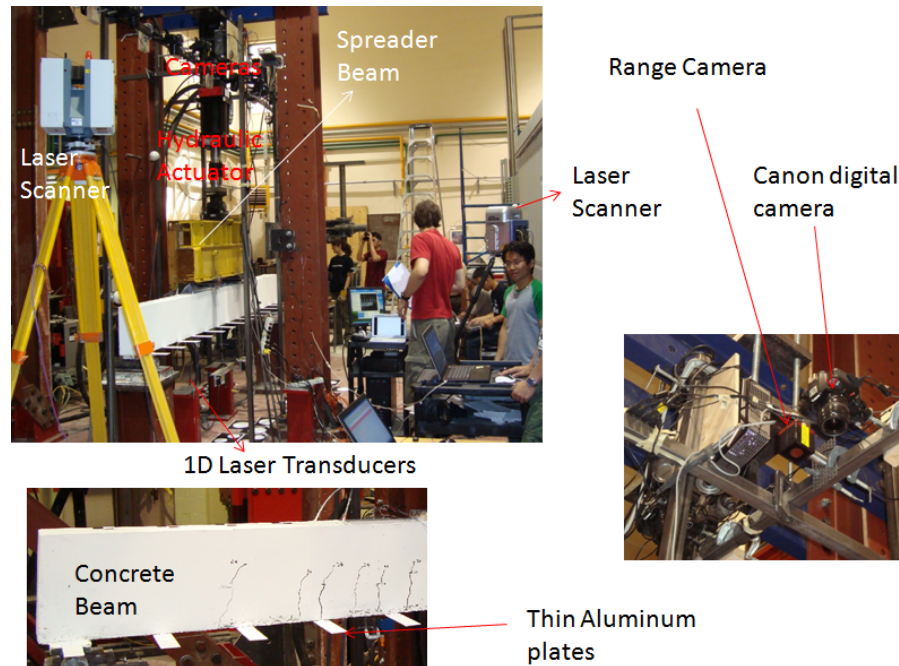 Spreader
Beam
Cameras
Hydraulic
Actuator
Laser
Scanner
Range Camera
Laser
Scanner
Canon digital
camera
1D Laser Transducers
Concrete
Beam
Thin Aluminum
plates